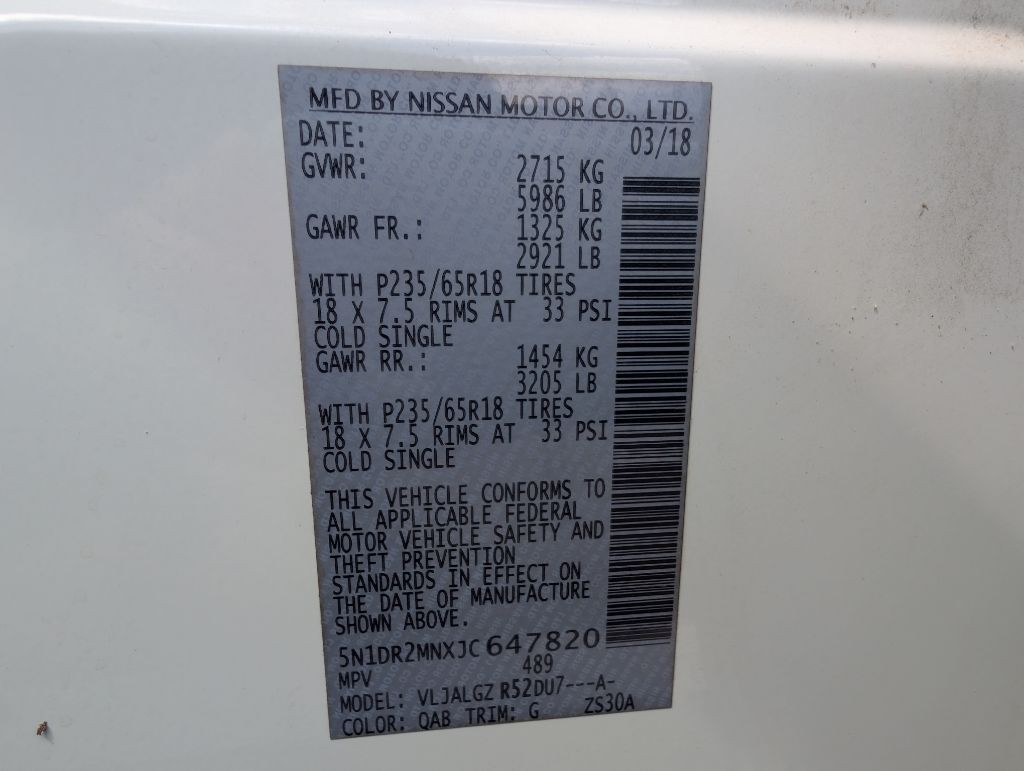 MFD BY NISSAN MOTOR CO., LTD.
DATE: 03/18
GVWR: 2715 KG
5986 LB
GAWR FR.: 1325 KG
2921 LB
WITH P235/65R18 TIRES
18 X 7.5 RIMS AT 33 PSI
COLD SINGLE
GAWR RR.: 1454 KG
3205 LB
WITH P235/65R18 TIRES
18 X 7.5 RIMS AT 33 PSI
COLD SINGLE
THIS VEHICLE CONFORMS TO
ALL APPLICABLE FEDERAL
MOTOR VEHICLE SAFETY AND
THEFT PREVENTION
STANDARDS IN EFFECT ON
THE DATE OF MANUFACTURE
SHOWN ABOVE.
5N1DR2MNXJC647820
MPV 489
MODEL: VLJALGZ R52DU7---A-
COLOR: QAB TRIM: G ZS30A